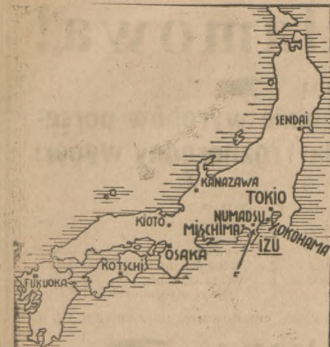 SENDAI
KANAZAWA
TOKIO
KIOTO
NUMADSU
MISCHIMA
YOKOHAMA
IZU
OSAKA
KOTSCHI
FUKUOKA